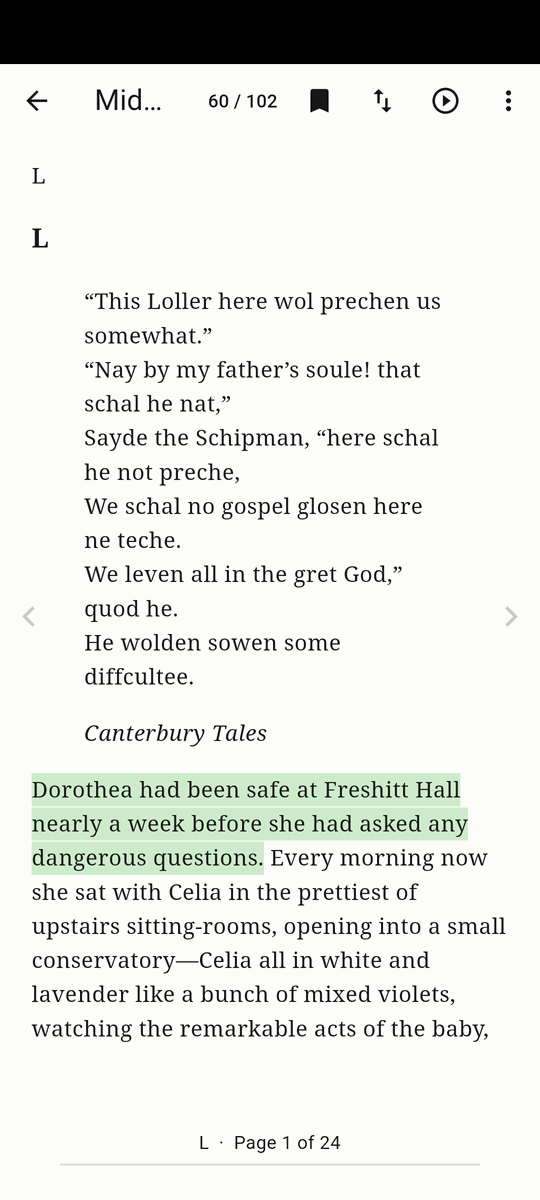 Mid...
60 / 102
L
L
“This Loller here wol prechen us
somewhat.”
“Nay by my father’s soule! that
schal he nat,”
Sayde the Schipman, “here schal
he not preche,
We schal no gospel glosen here
ne teche.
We leven all in the gret God,”
quod he.
He wolden sowen some
diffcultee.
Canterbury Tales
Dorothea had been safe at Freshitt Hall
nearly a week before she had asked any
dangerous questions. Every morning now
she sat with Celia in the prettiest of
upstairs sitting-rooms, opening into a small
conservatory—Celia all in white and
lavender like a bunch of mixed violets,
watching the remarkable acts of the baby,
L · Page 1 of 24